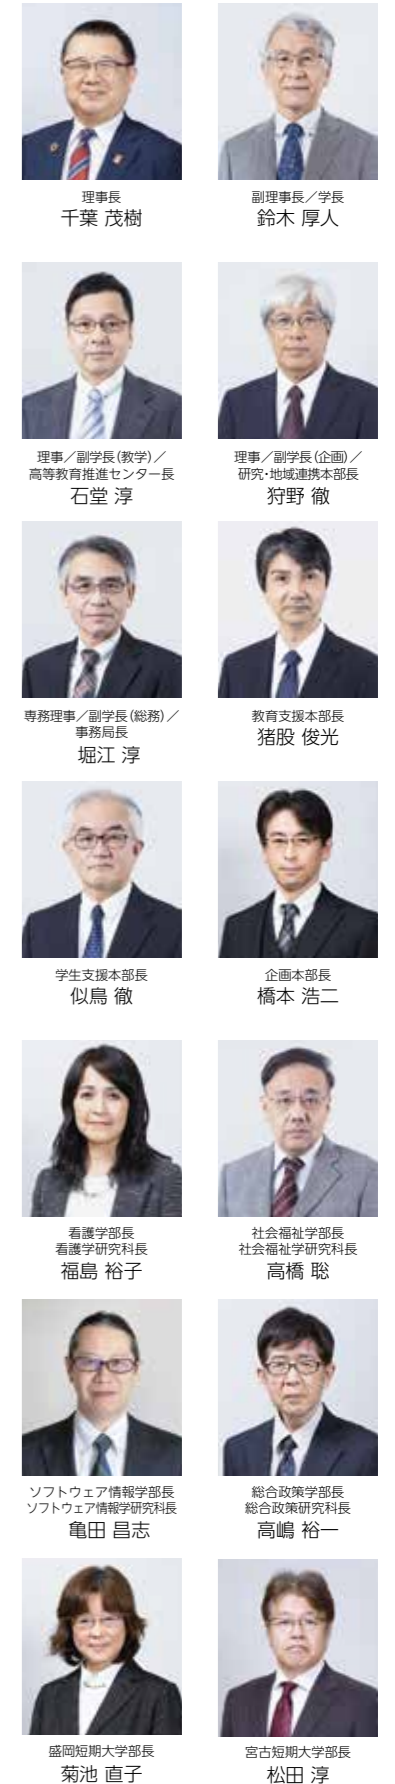 理事長
千葉 茂樹
副理事長／学長
鈴木 厚人
理事／副学長（教学）／
高等教育推進センター長
石堂 淳
理事／副学長（企画）／
研究・地域連携本部長
狩野 徹
専務理事／副学長（総務）／
事務局長
堀江 淳
教育支援本部長
猪股 俊光
学生支援本部長
似鳥 徹
企画本部長
橋本 浩二
看護学部長
看護学研究科長
福島 裕子
社会福祉学部長
社会福祉学研究科長
高橋 聡
ソフトウェア情報学部長
ソフトウェア情報学研究科長
亀田 昌志
総合政策学部長
総合政策研究科長
高嶋 裕一
盛岡短期大学部長
菊池 直子
宮古短期大学部長
松田 淳